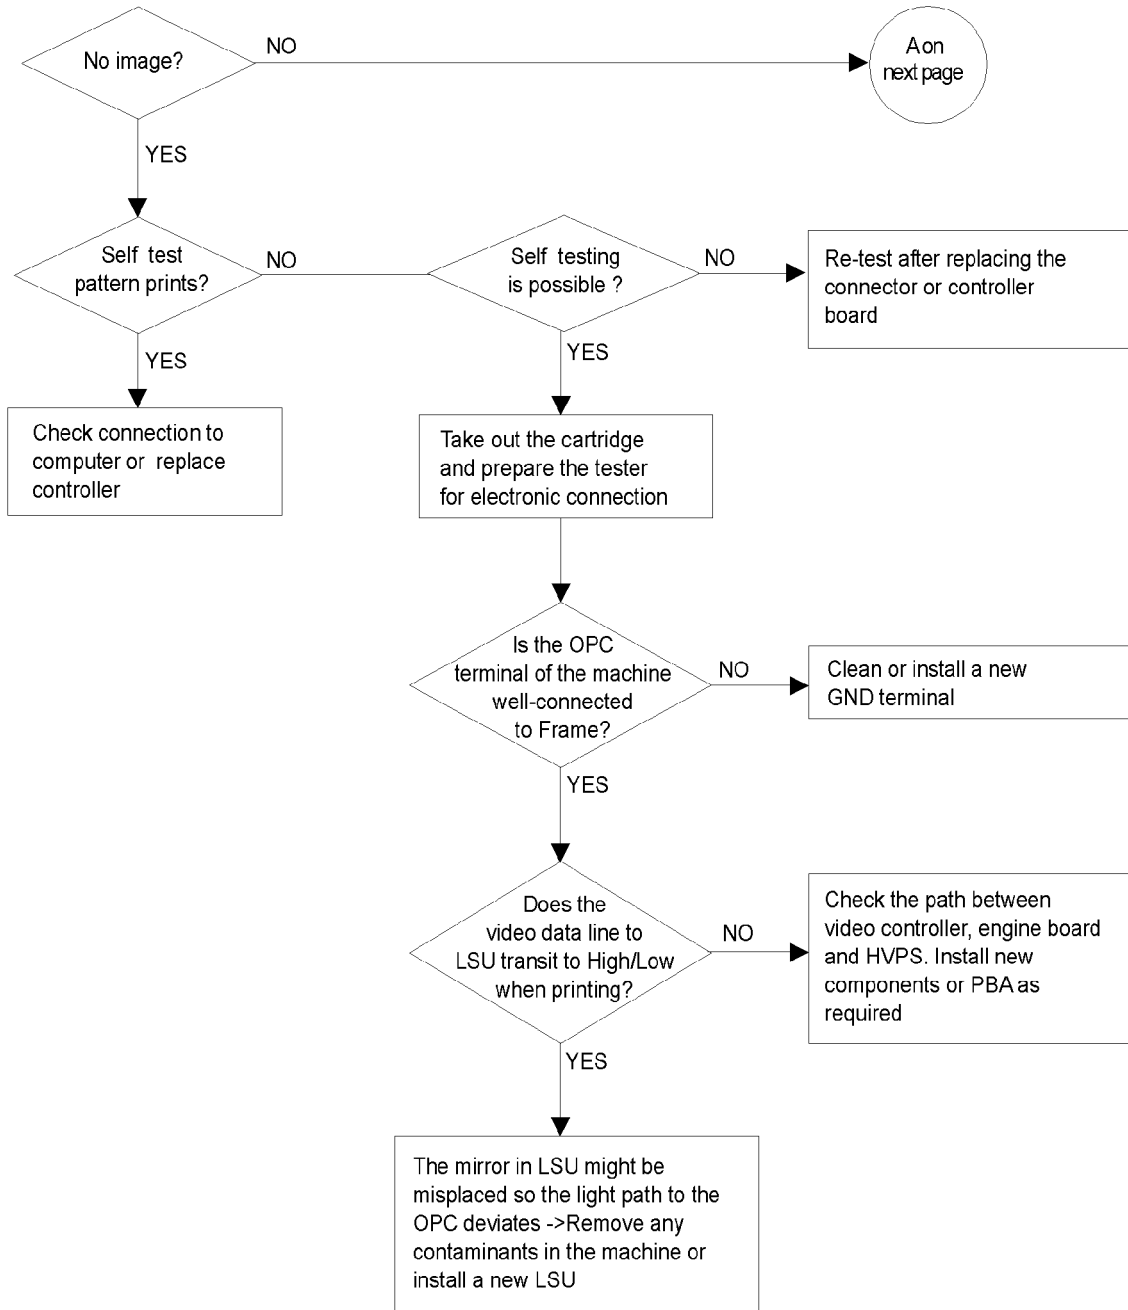 No image?
NO
A on
next page
YES
Self test
pattern prints?
NO
Self testing
is possible ?
NO
Re-test after replacing the
connector or controller
board
YES
YES
Check connection to
computer or replace
controller
Take out the cartridge
and prepare the tester
for electronic connection
Is the OPC
terminal of the machine
well-connected
to Frame?
NO
Clean or install a new
GND terminal
YES
Does the
video data line to
LSU transit to High/Low
when printing?
NO
Check the path between
video controller, engine board
and HVPS. Install new
components or PBA as
required
YES
The mirror in LSU might be
misplaced so the light path to the
OPC deviates ->Remove any
contaminants in the machine or
install a new LSU